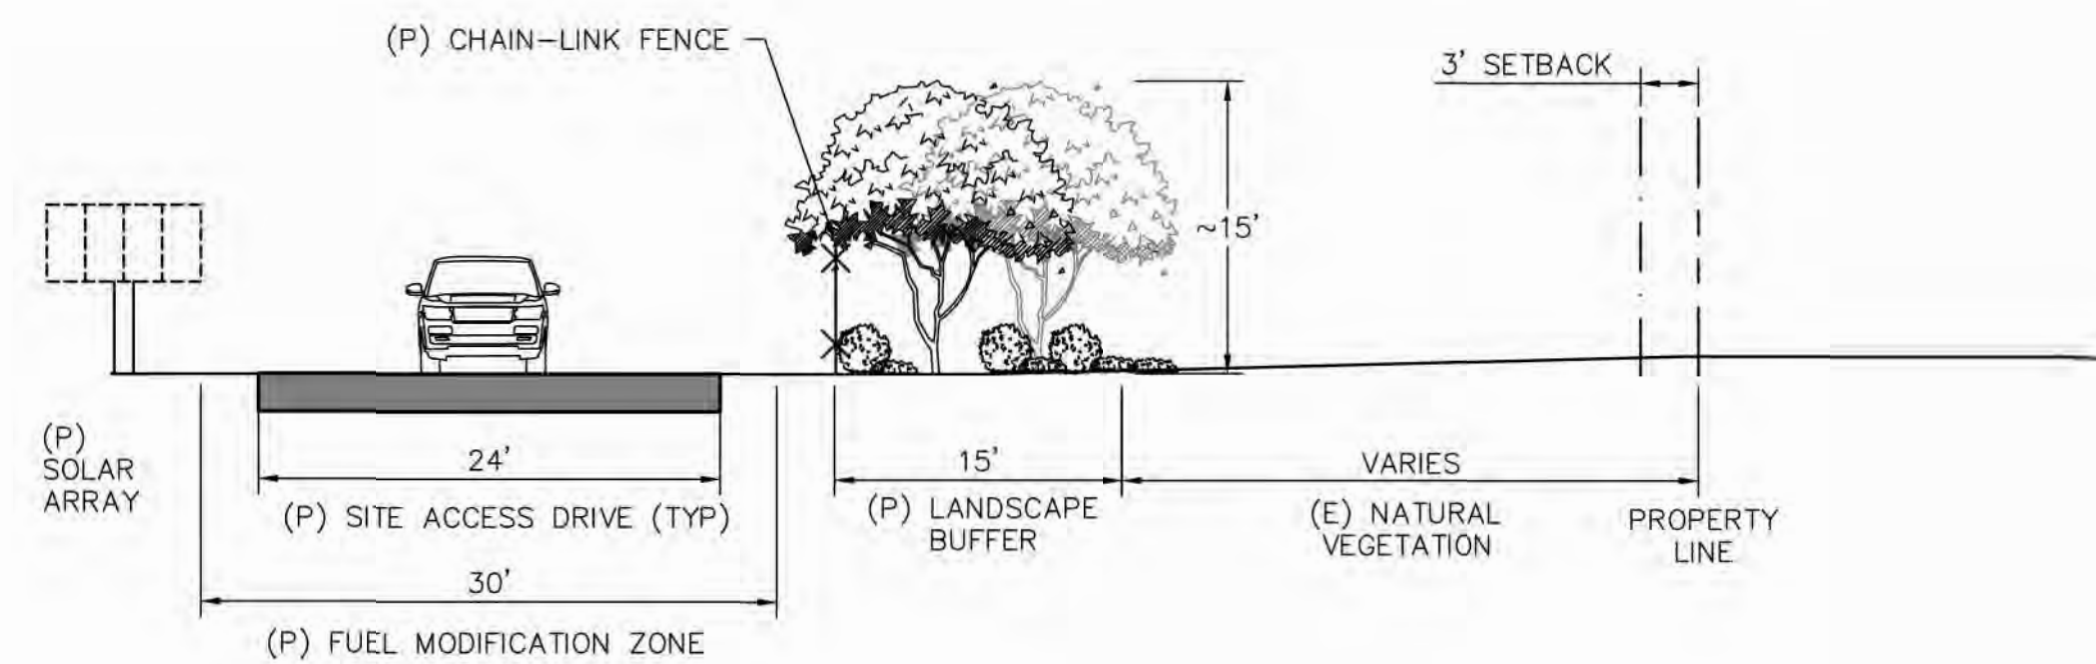 (P) CHAIN-LINK FENCE
3' SETBACK
~15'
(P)
SOLAR
ARRAY
24'
(P) SITE ACCESS DRIVE (TYP)
30'
(P) FUEL MODIFICATION ZONE
15'
(P) LANDSCAPE
BUFFER
VARIES
(E) NATURAL
VEGETATION
PROPERTY
LINE